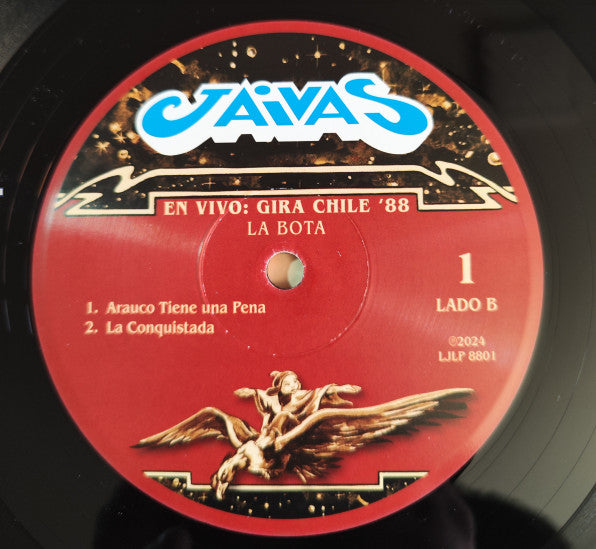 JAIVAS
EN VIVO: GIRA CHILE '88
LA BOTA
1
LADO B
1. Arauco Tiene una Pena
2. La Conquistada
℗2024
LJLP 8801